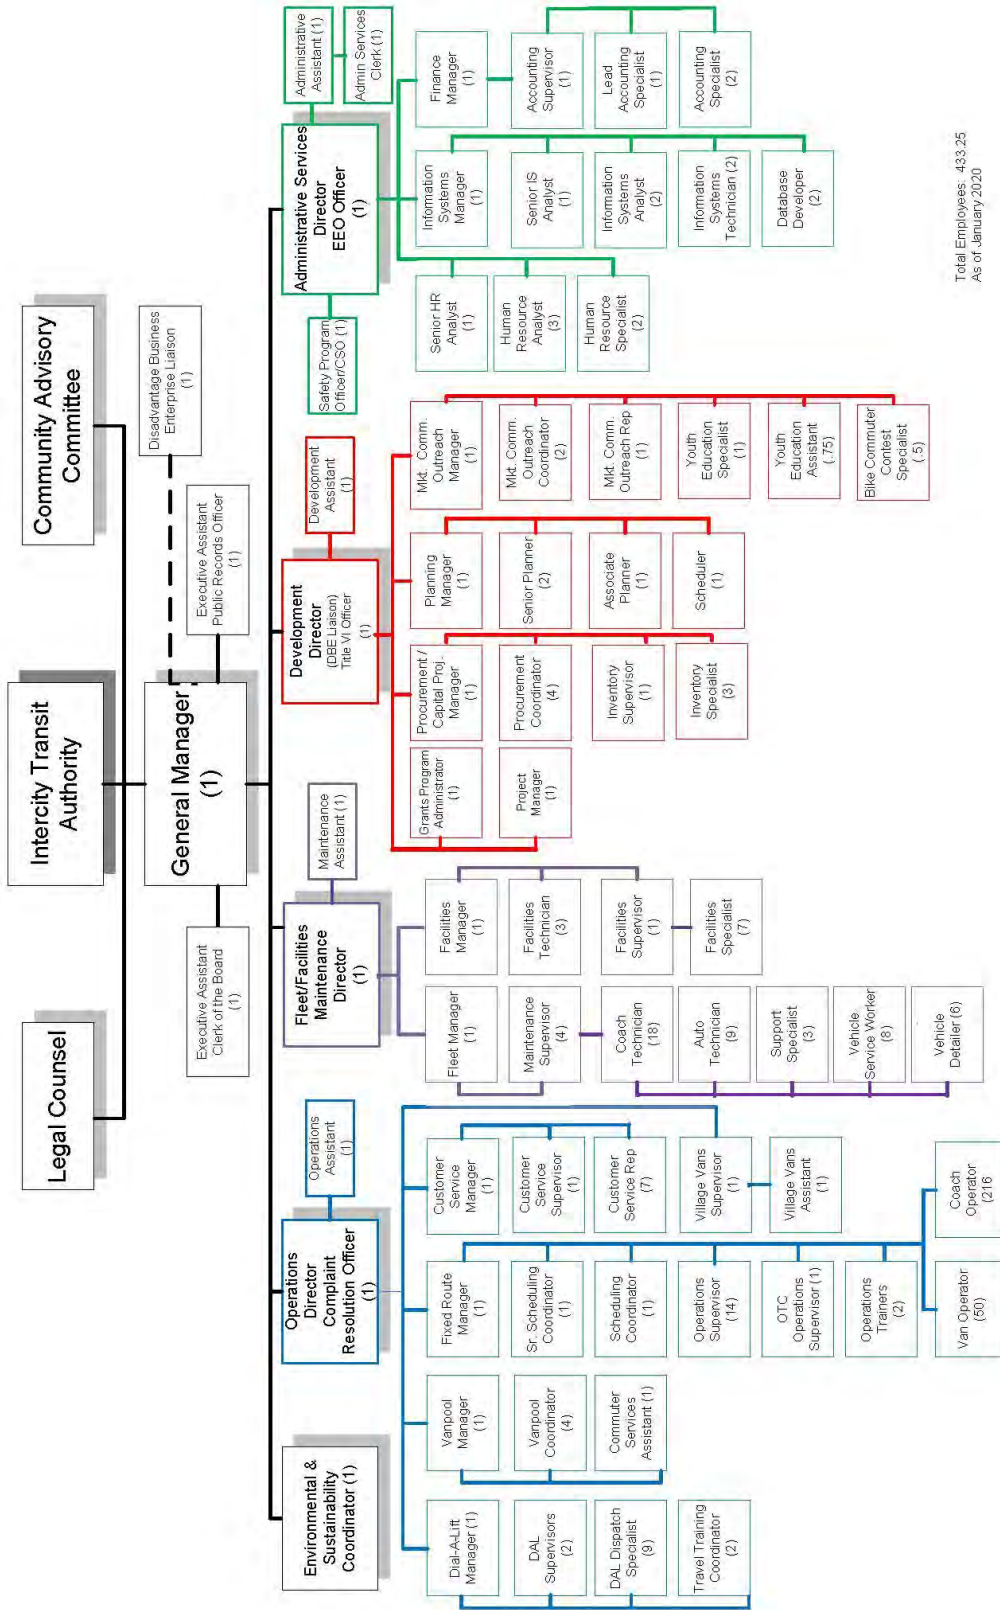 Legal Counsel
Intercity Transit
Authority
Community Advisory
Committee
Executive Assistant
Clerk of the Board
(1)
General Manager
(1)
Executive Assistant
Public Records Officer
(1)
Disadvantage Business
Enterprise Liaison
(1)
Environmental &
Sustainability
Coordinator (1)
Operations
Director
Complaint
Resolution Officer
(1)
Operations
Assistant
(1)
Fleet/Facilities
Maintenance
Director
(1)
Maintenance
Assistant (1)
Development
Director
(DBE Liaison)
Title VI Officer
(1)
Development
Assistant
(1)
Safety Program
Officer/CSO (1)
Administrative Services
Director
EEO Officer
(1)
Administrative
Assistant (1)
Admin Services
Clerk (1)
Dial-A-Lift
Manager (1)
DAL
Supervisors
(2)
DAL Dispatch
Specialist
(9)
Travel Training
Coordinator
(2)
Vanpool
Manager
(1)
Vanpool
Coordinator
(4)
Commuter
Services
Assistant (1)
Fixed Route
Manager
(1)
Sr. Scheduling
Coordinator
(1)
Scheduling
Coordinator
(1)
Operations
Supervisor
(14)
OTC
Operations
Supervisor (1)
Operations
Trainers
(2)
Van Operator
(50)
Coach
Operator
(216
Customer
Service
Manager
(1)
Customer
Service
Supervisor
(1)
Customer
Service Rep
(7)
Village Vans
Supervisor
(1)
Village Vans
Assistant
(1)
Fleet Manager
(1)
Maintenance
Supervisor
(4)
Coach
Technician
(18)
Auto
Technician
(9)
Support
Specialist
(3)
Vehicle
Service Worker
(8)
Vehicle
Detailer (6)
Facilities
Manager
(1)
Facilities
Technician
(3)
Facilities
Supervisor
(1)
Facilities
Specialist
(7)
Grants Program
Administrator
(1)
Project
Manager
(1)
Procurement /
Capital Proj.
Manager
(1)
Procurement
Coordinator
(4)
Inventory
Supervisor
(1)
Inventory
Specialist
(3)
Planning
Manager
(1)
Senior Planner
(2)
Associate
Planner
(1)
Scheduler
(1)
Mkt. Comm.
Outreach
Manager
(1)
Mkt. Comm.
Outreach
Coordinator
(2)
Mkt. Comm.
Outreach Rep
(1)
Youth
Education
Specialist
(1)
Youth
Education
Assistant
(.75)
Bike Commuter
Contest
Specialist
(.5)
Senior HR
Analyst
(1)
Human
Resource
Analyst
(3)
Human
Resource
Specialist
(2)
Information
Systems
Manager
(1)
Senior IS
Analyst
(1)
Information
Systems
Analyst
(2)
Information
Systems
Technician (2)
Database
Developer
(2)
Finance
Manager
(1)
Accounting
Supervisor
(1)
Lead
Accounting
Specialist
(1)
Accounting
Specialist
(2)
Total Employees: 433.25
As of January 2020